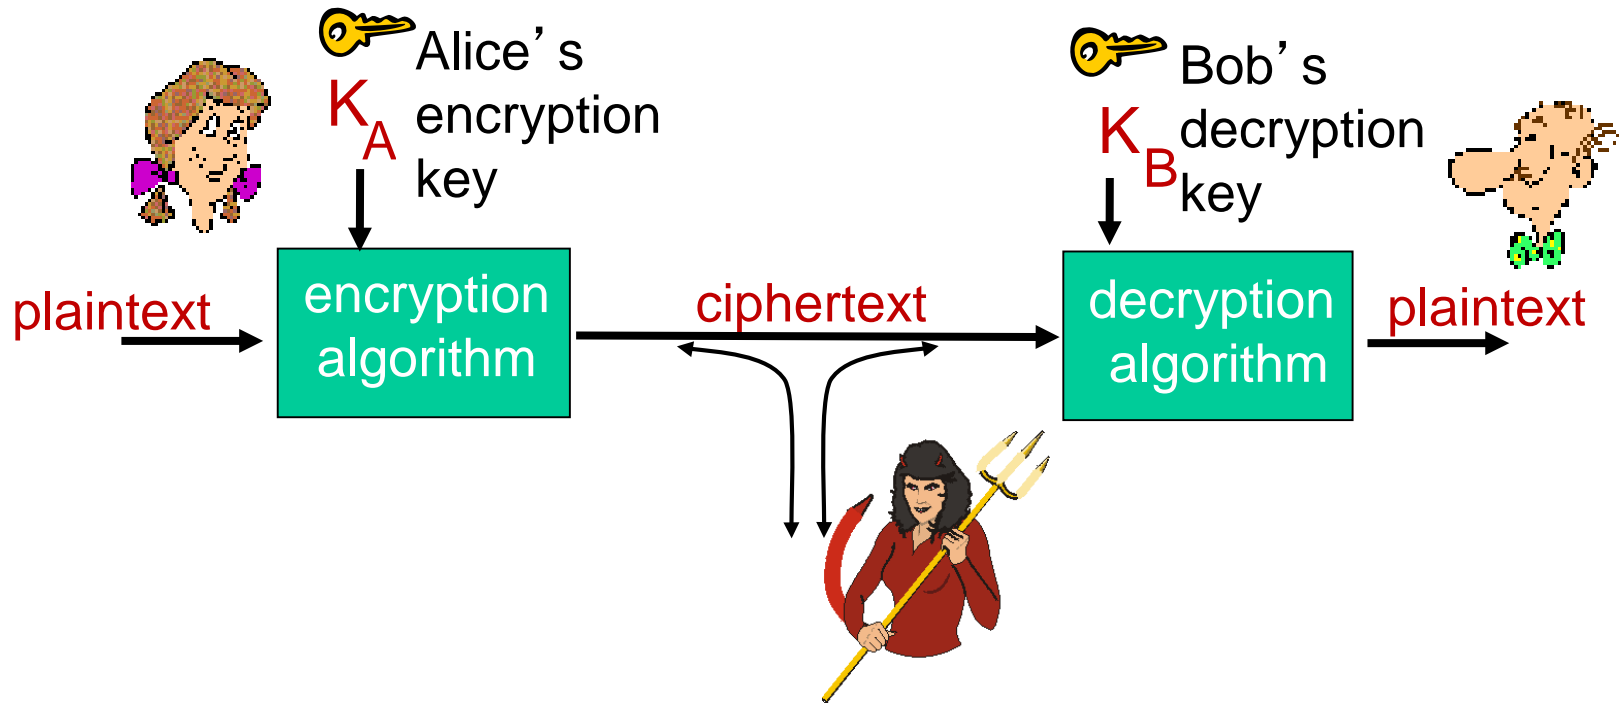 Alice's
encryption
key
K
A
Bob's
decryption
key
K
B
plaintext
encryption
algorithm
ciphertext
decryption
algorithm
plaintext